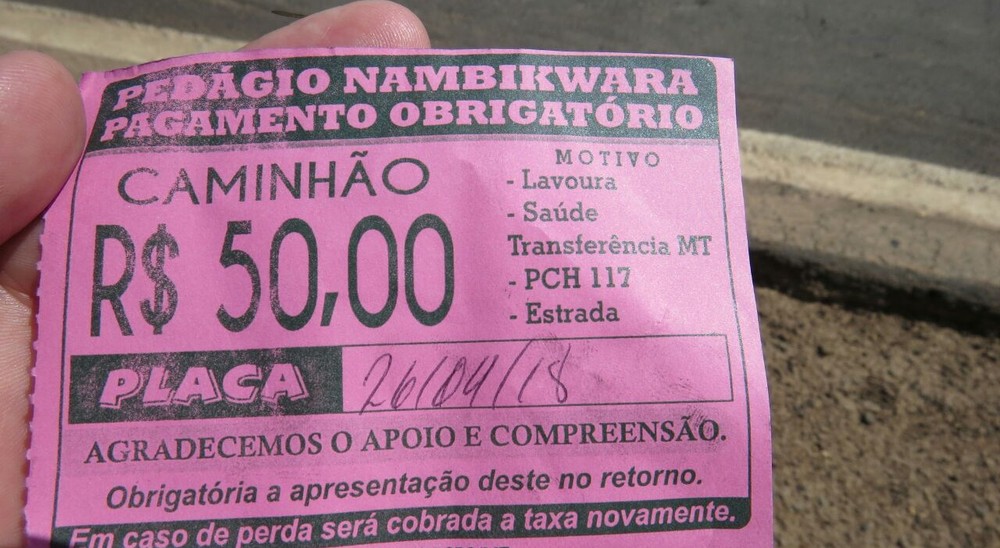 PEDÁGIO NAMBIKWARA
PAGAMENTO OBRIGATÓRIO
CAMINHÃO
R$ 50,00
MOTIVO
- Lavoura
- Saúde
Transferência MT
- PCH 117
- Estrada
PLACA
26/04/18
AGRADECEMOS O APOIO E COMPREENSÃO.
Obrigatória a apresentação deste no retorno.
Em caso de perda será cobrada a taxa novamente.